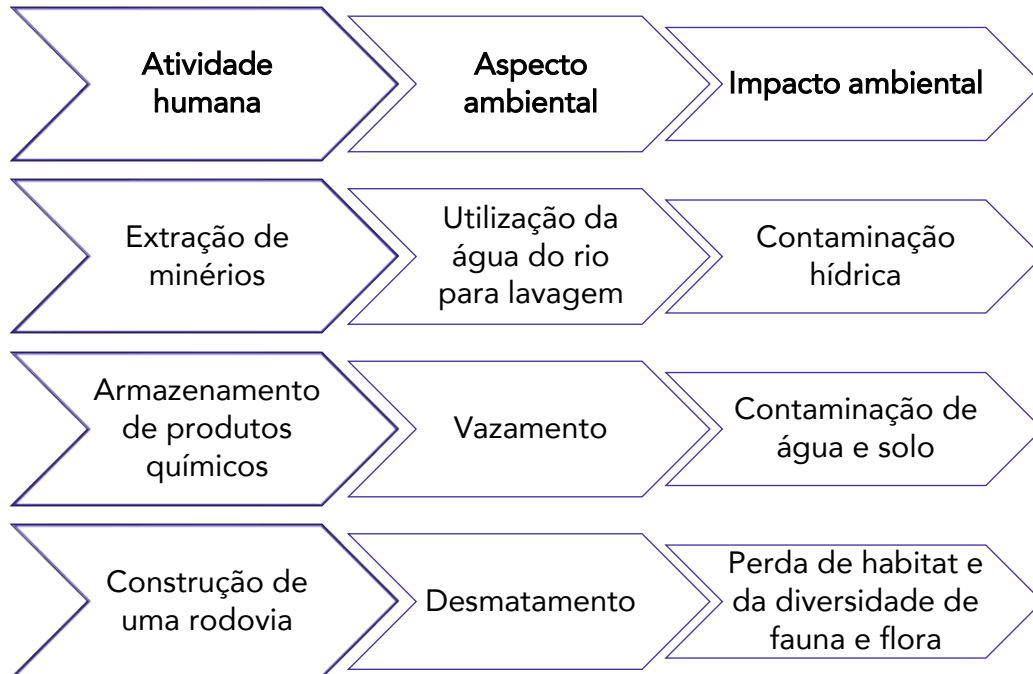 Atividade
humana
Aspecto
ambiental
Impacto ambiental
Extração de
minérios
Utilização da
água do rio
para lavagem
Contaminação
hídrica
Armazenamento
de produtos
químicos
Vazamento
Contaminação de
água e solo
Construção de
uma rodovia
Desmatamento
Perda de habitat e
da diversidade de
fauna e flora